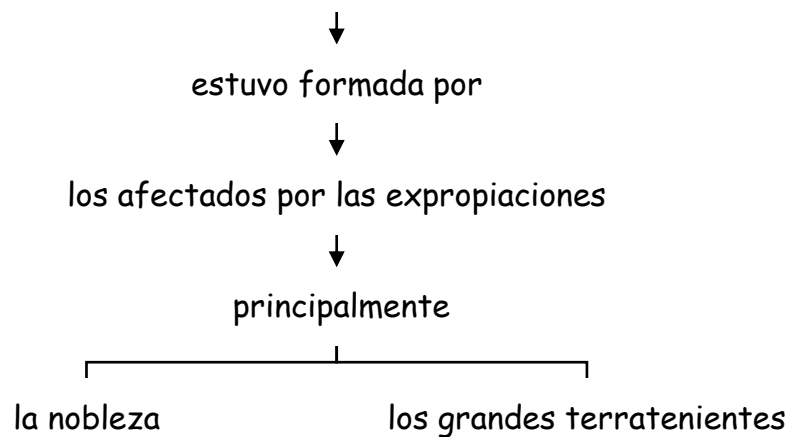 estuvo formada por
los afectados por las expropiaciones
principalmente
la nobleza
los grandes terratenientes